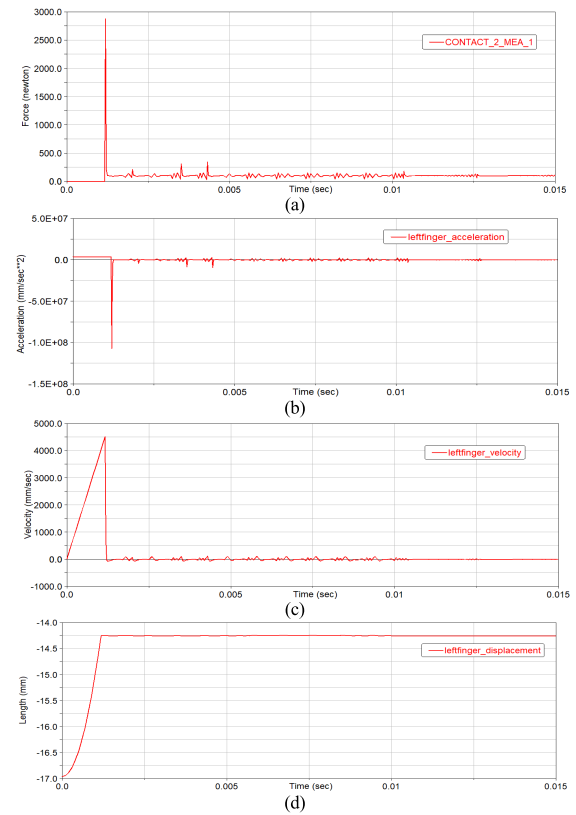 3000.0
2500.0
2000.0
1500.0
1000.0
500.0
0.0
Force (newton)
CONTACT_2_MEA_1
0.0 0.005 0.01 0.015
Time (sec)
(a)
5.0E+07
0.0
-5.0E+07
-1.0E+08
-1.5E+08
Acceleration (mm/sec**2)
leftfinger_acceleration
0.0 0.005 0.01 0.015
Time (sec)
(b)
5000.0
4000.0
3000.0
2000.0
1000.0
0.0
-1000.0
Velocity (mm/sec)
leftfinger_velocity
0.0 0.005 0.01 0.015
Time (sec)
(c)
-14.0
-14.5
-15.0
-15.5
-16.0
-16.5
-17.0
Length (mm)
leftfinger_displacement
0.0 0.005 0.01 0.015
Time (sec)
(d)